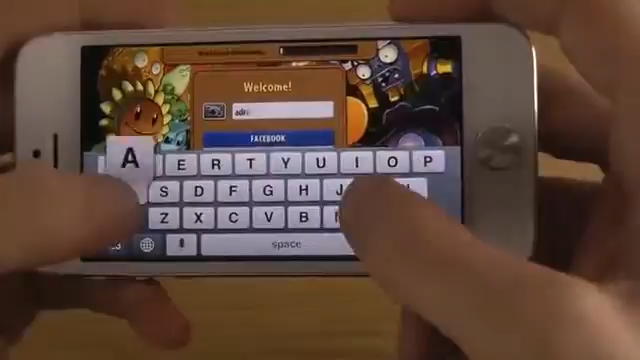 Welcome!
adri
FACEBOOK
A
E R T Y U I O P
S D F G H J
Z X C V B
space